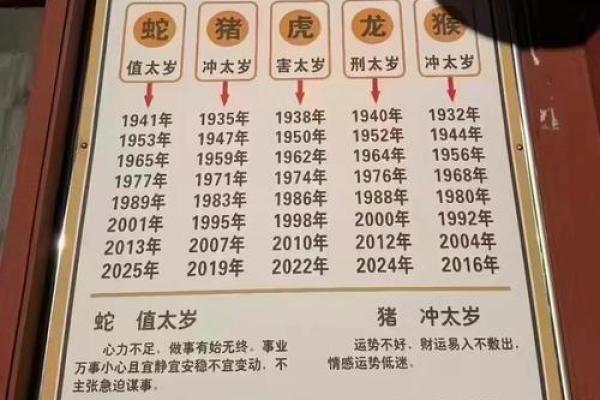 蛇 猪 虎 龙 猴
值太岁 冲太岁 害太岁 刑太岁 冲太岁
1941年 1935年 1938年 1940年 1932年
1953年 1947年 1950年 1952年 1944年
1965年 1959年 1962年 1964年 1956年
1977年 1971年 1974年 1976年 1968年
1989年 1983年 1986年 1988年 1980年
2001年 1995年 1998年 2000年 1992年
2013年 2007年 2010年 2012年 2004年
2025年 2019年 2022年 2024年 2016年
蛇 值太岁
心力不足，做事有始无终。事业
万事小心且宜静宜安稳不宜变动，不
主张急迫谋事。
猪 冲太岁
运势不好，财运易入不敷出，
情感运势低迷。